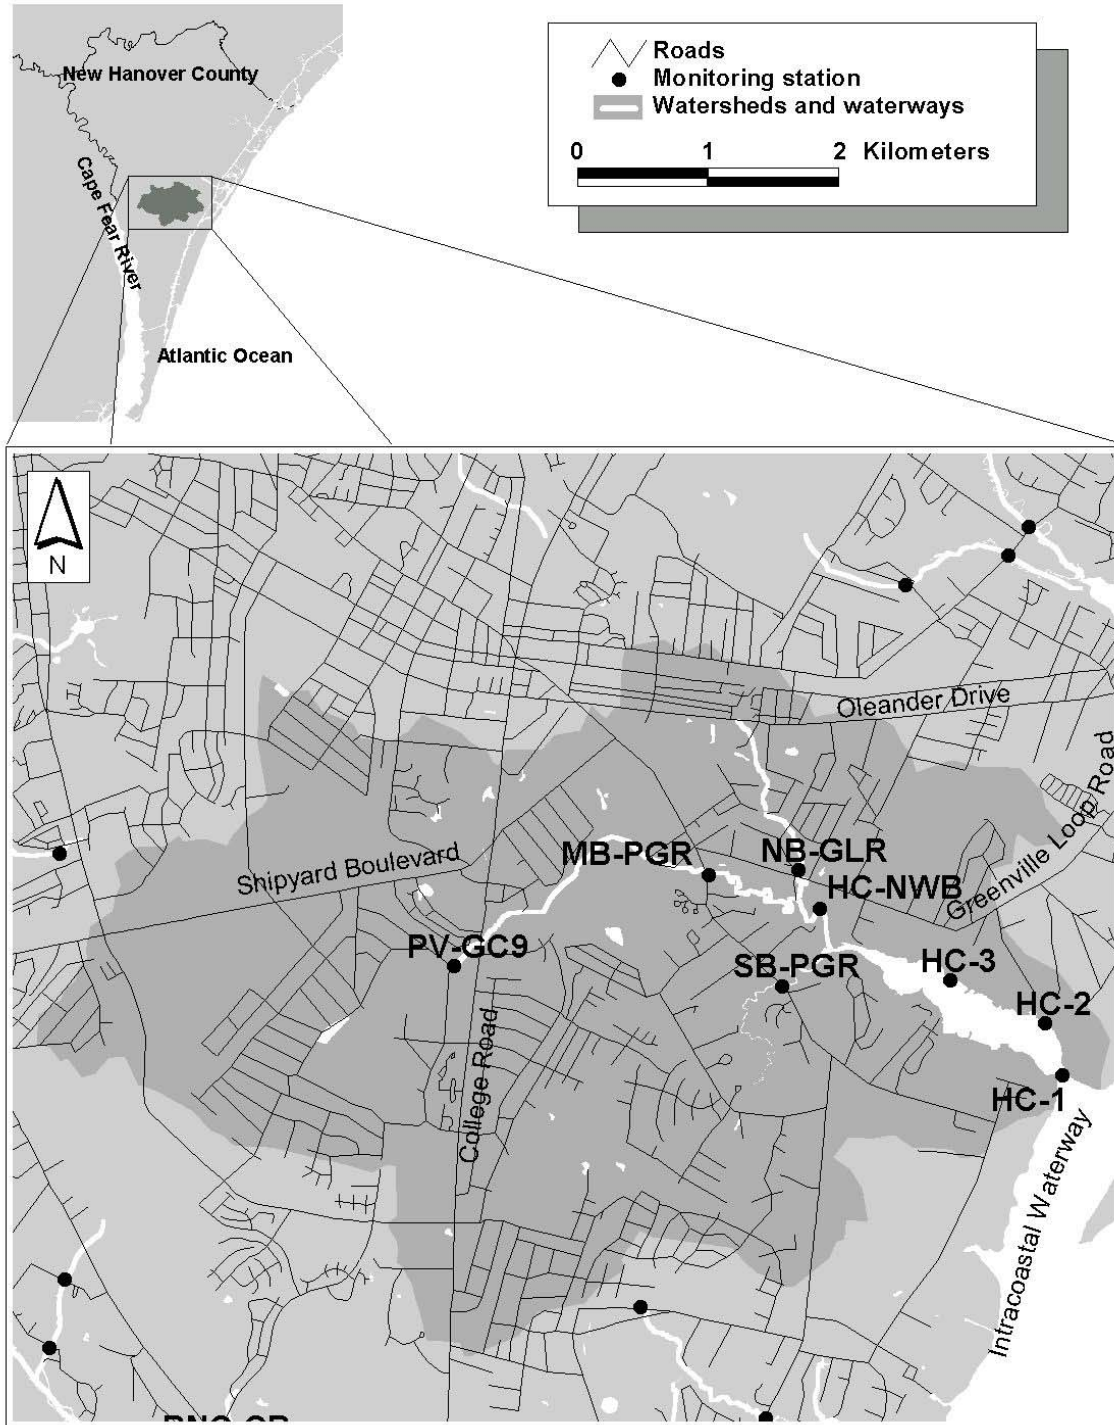 New Hanover County
Cape Fear River
Atlantic Ocean
Roads
Monitoring station
Watersheds and waterways
0 1 2 Kilometers
N
Oleander Drive
Greenville Loop Road
Shipyard Boulevard
MB-PGR
NB-GLR
HC-NWB
PV-GC9
SB-PGR
HC-3
HC-2
HC-1
College Road
Intracoastal Waterway